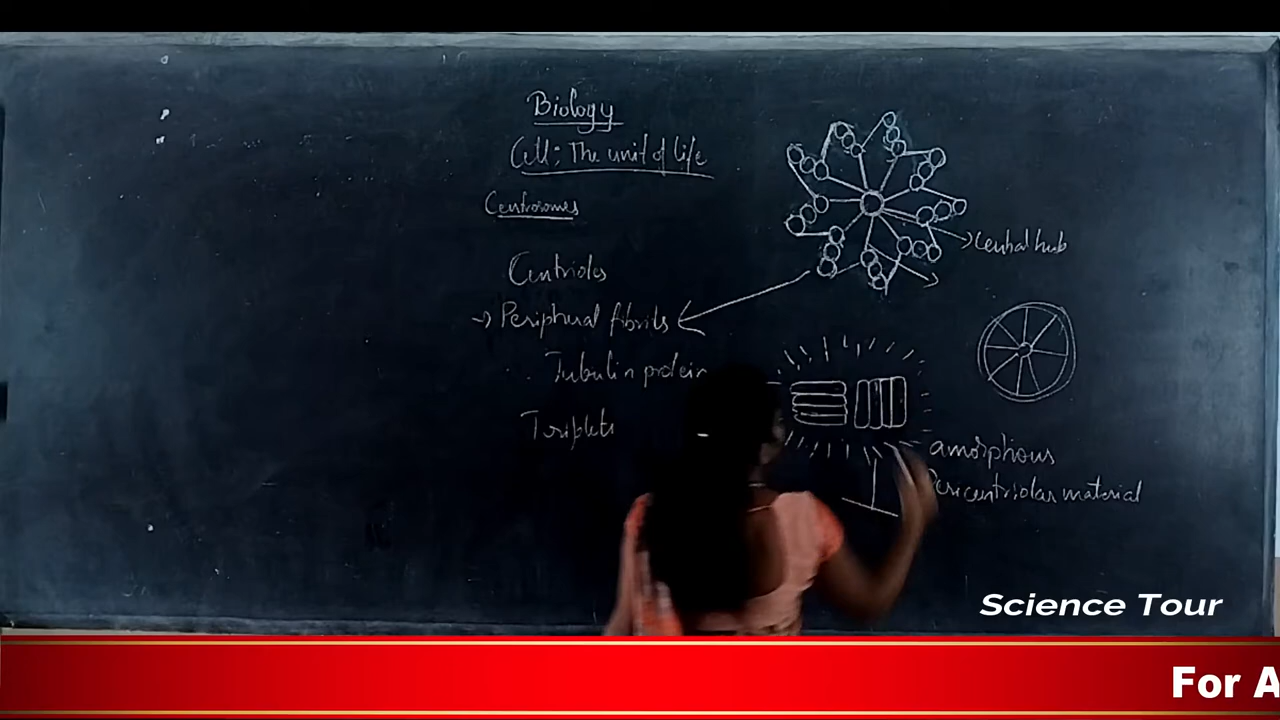 Biology
Cell: The unit of life
Centrosomes
Centrioles
→ Peripheral fibrils
Tubulin protein
Triplets
→ Central hub
amorphous
Pericentriolar material
Science Tour
For A